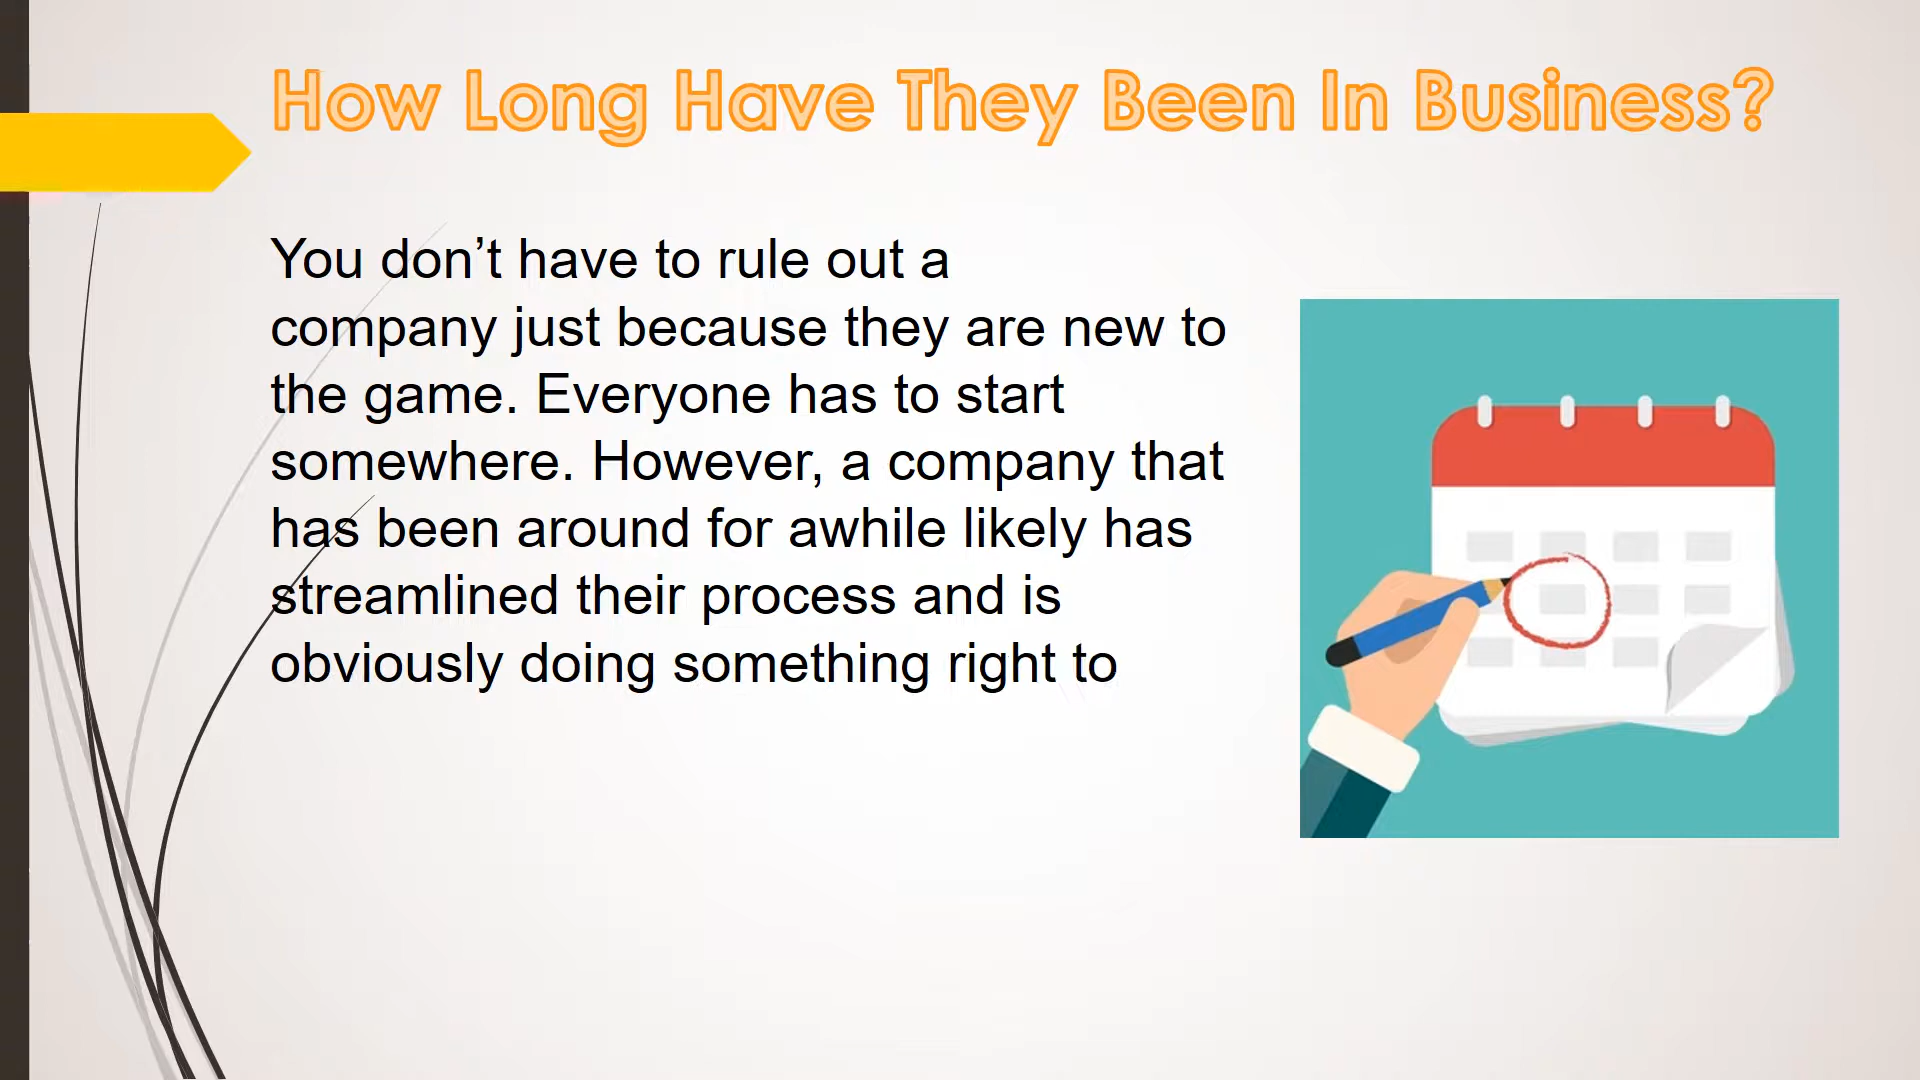 How Long Have They Been In Business?
You don’t have to rule out a
company just because they are new to
the game. Everyone has to start
somewhere. However, a company that
has been around for awhile likely has
streamlined their process and is
obviously doing something right to